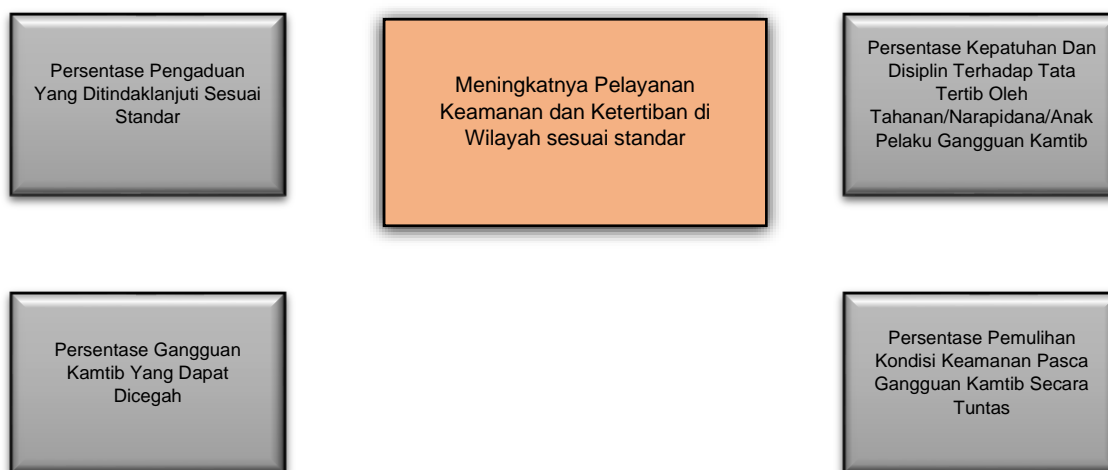 Persentase Pengaduan
Yang Ditindaklanjuti Sesuai
Standar
Meningkatnya Pelayanan
Keamanan dan Ketertiban di
Wilayah sesuai standar
Persentase Kepatuhan Dan
Disiplin Terhadap Tata
Tertib Oleh
Tahanan/Narapidana/Anak
Pelaku Gangguan Kamtib
Persentase Gangguan
Kamtib Yang Dapat
Dicegah
Persentase Pemulihan
Kondisi Keamanan Pasca
Gangguan Kamtib Secara
Tuntas